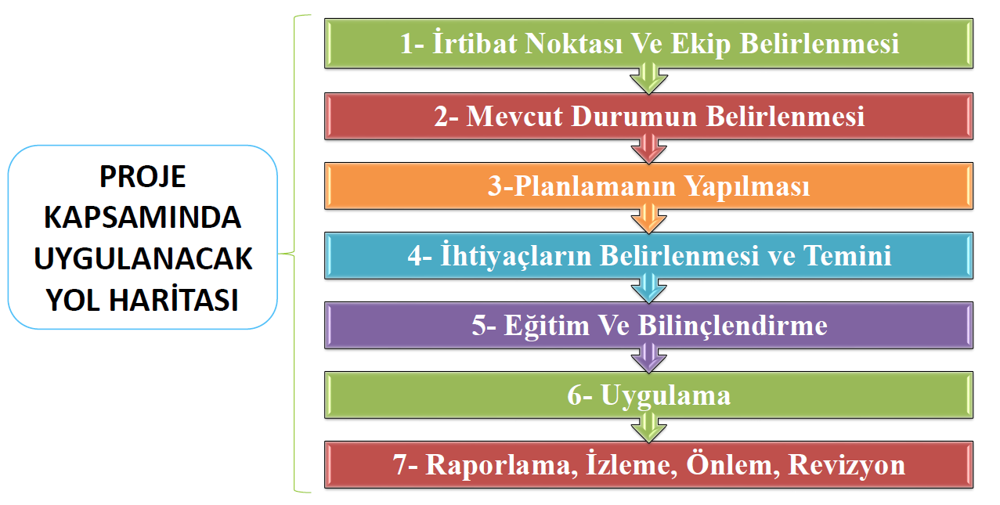 PROJE
KAPSAMINDA
UYGULANACAK
YOL HARİTASI
1- İrtibat Noktası Ve Ekip Belirlenmesi
2- Mevcut Durumun Belirlenmesi
3-Planlamanın Yapılması
4- İhtiyaçların Belirlenmesi ve Temini
5- Eğitim Ve Bilinçlendirme
6- Uygulama
7- Raporlama, İzleme, Önlem, Revizyon